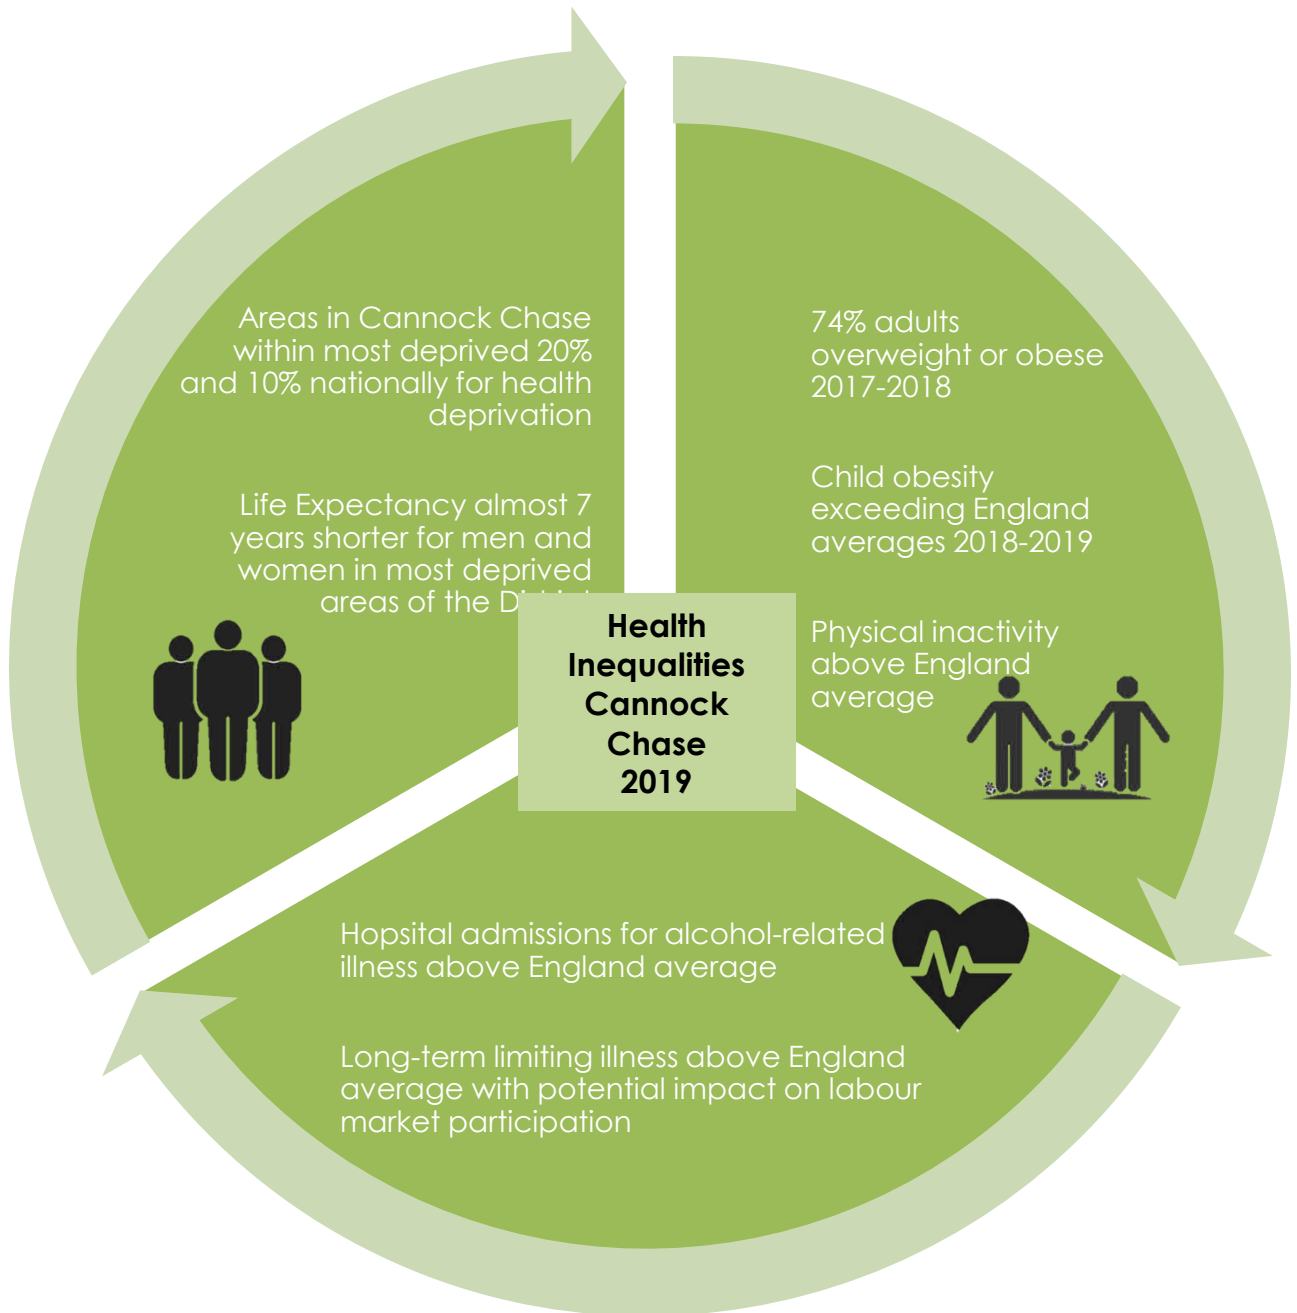 Areas in Cannock Chase
within most deprived 20%
and 10% nationally for health
deprivation
Life Expectancy almost 7
years shorter for men and
women in most deprived
areas of the
74% adults
overweight or obese
2017-2018
Child obesity
exceeding England
averages 2018-2019
Physical inactivity
above England
average
Health
Inequalities
Cannock
Chase
2019
Hopsital admissions for alcohol-related
illness above England average
Long-term limiting illness above England
average with potential impact on labour
market participation